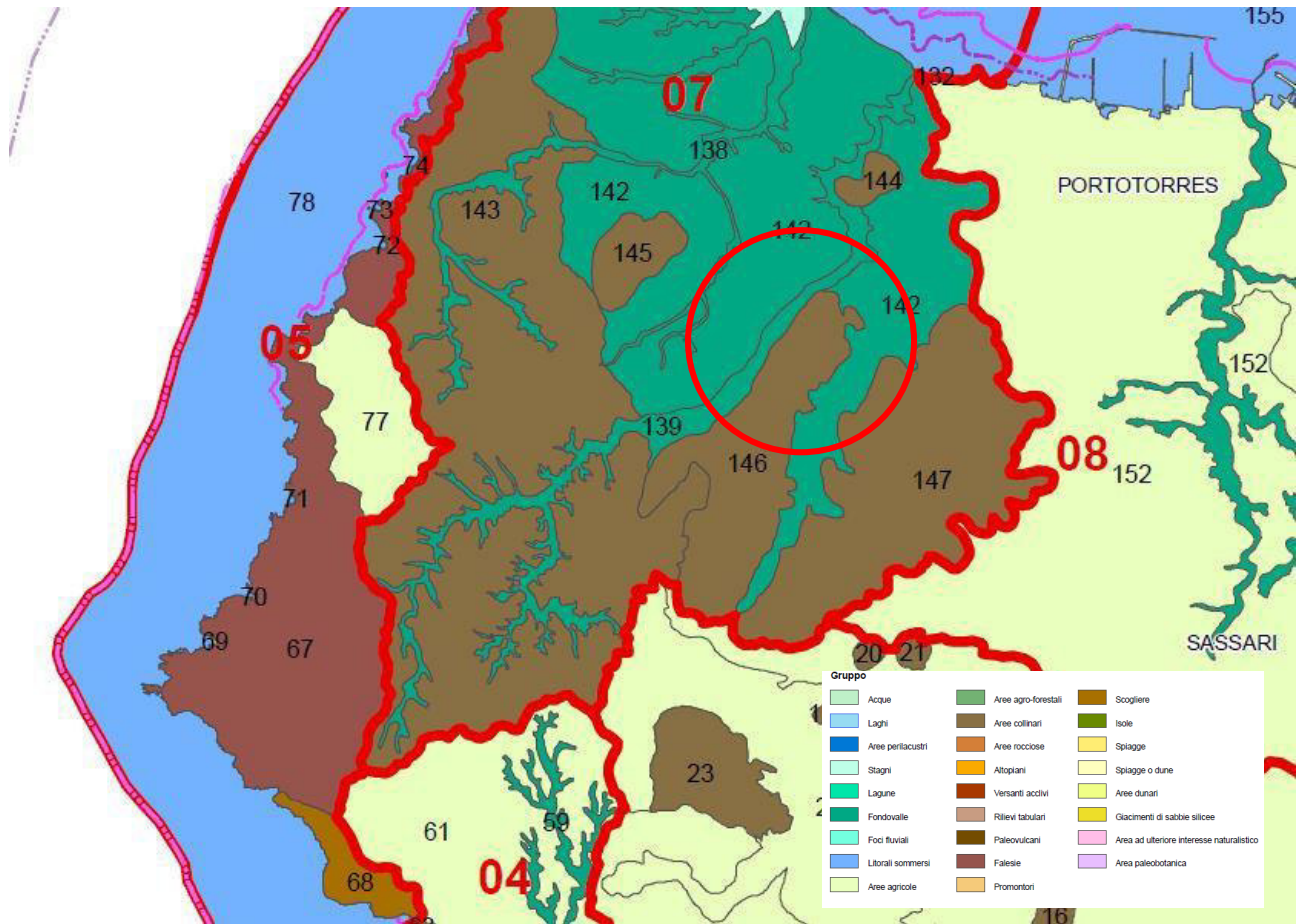 155
07
132
138
74
142
144
PORTOTORRES
78
143
73
142
72
145
142
05
152
77
139
08
146
147
152
71
70
69
67
SASSARI
20
21
23
61
59
68
04
16
Gruppo
Acque
Laghi
Aree perilacustri
Stagni
Lagune
Fondovalle
Foci fluviali
Litorali sommersi
Aree agricole
Aree agro-forestali
Aree collinari
Aree rocciose
Altopiani
Versanti acclivi
Rilievi tabulari
Paleovulcani
Falesie
Promontori
Scogliere
Isole
Spiagge
Spiagge o dune
Aree dunari
Giacimenti di sabbie silicee
Area ad ulteriore interesse naturalistico
Area paleobotanica